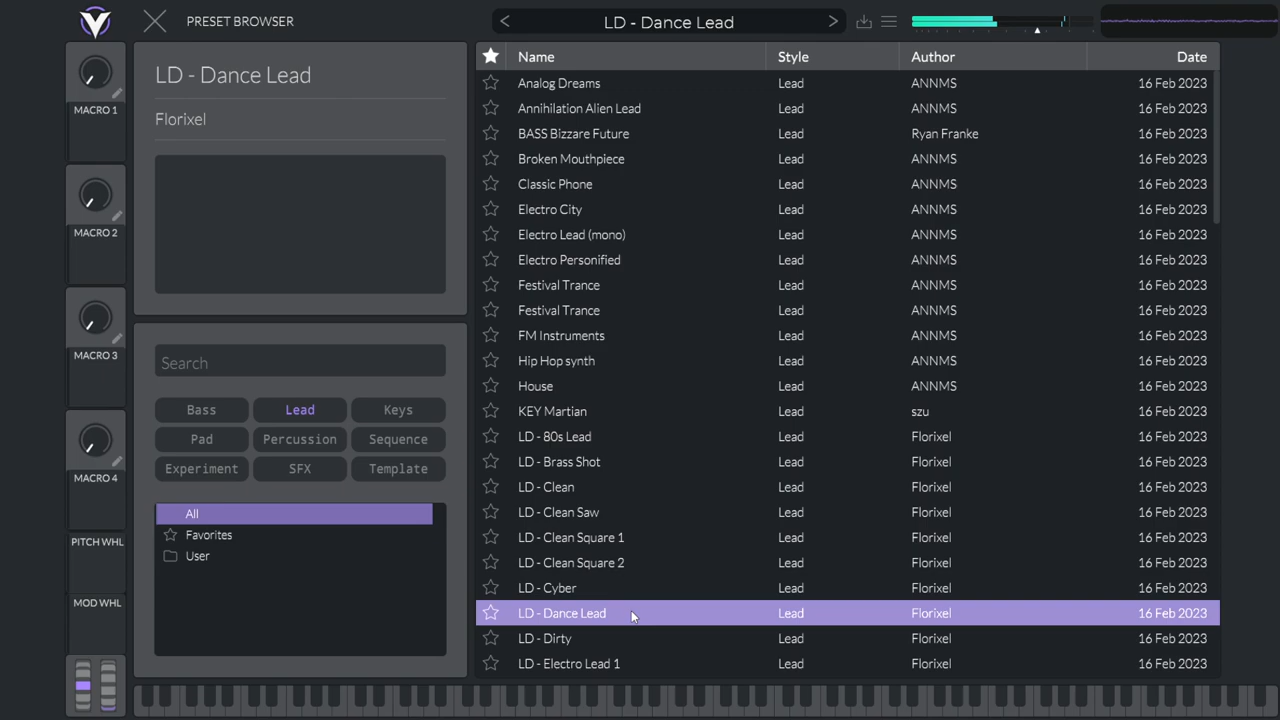 PRESET BROWSER
LD - Dance Lead
MACRO 1
MACRO 2
MACRO 3
MACRO 4
PITCH WHL
MOD WHL
LD - Dance Lead
Florixel
Search
Bass Lead Keys
Pad Percussion Sequence
Experiment SFX Template
All
Favorites
User
Name Style Author Date
Analog Dreams Lead ANNMS 16 Feb 2023
Annihilation Alien Lead Lead ANNMS 16 Feb 2023
BASS Bizzare Future Lead Ryan Franke 16 Feb 2023
Broken Mouthpiece Lead ANNMS 16 Feb 2023
Classic Phone Lead ANNMS 16 Feb 2023
Electro City Lead ANNMS 16 Feb 2023
Electro Lead (mono) Lead ANNMS 16 Feb 2023
Electro Personified Lead ANNMS 16 Feb 2023
Festival Trance Lead ANNMS 16 Feb 2023
Festival Trance Lead ANNMS 16 Feb 2023
FM Instruments Lead ANNMS 16 Feb 2023
Hip Hop synth Lead ANNMS 16 Feb 2023
House Lead ANNMS 16 Feb 2023
KEY Martian Lead szu 16 Feb 2023
LD - 80s Lead Lead Florixel 16 Feb 2023
LD - Brass Shot Lead Florixel 16 Feb 2023
LD - Clean Lead Florixel 16 Feb 2023
LD - Clean Saw Lead Florixel 16 Feb 2023
LD - Clean Square 1 Lead Florixel 16 Feb 2023
LD - Clean Square 2 Lead Florixel 16 Feb 2023
LD - Cyber Lead Florixel 16 Feb 2023
LD - Dance Lead Lead Florixel 16 Feb 2023
LD - Dirty Lead Florixel 16 Feb 2023
LD - Electro Lead 1 Lead Florixel 16 Feb 2023